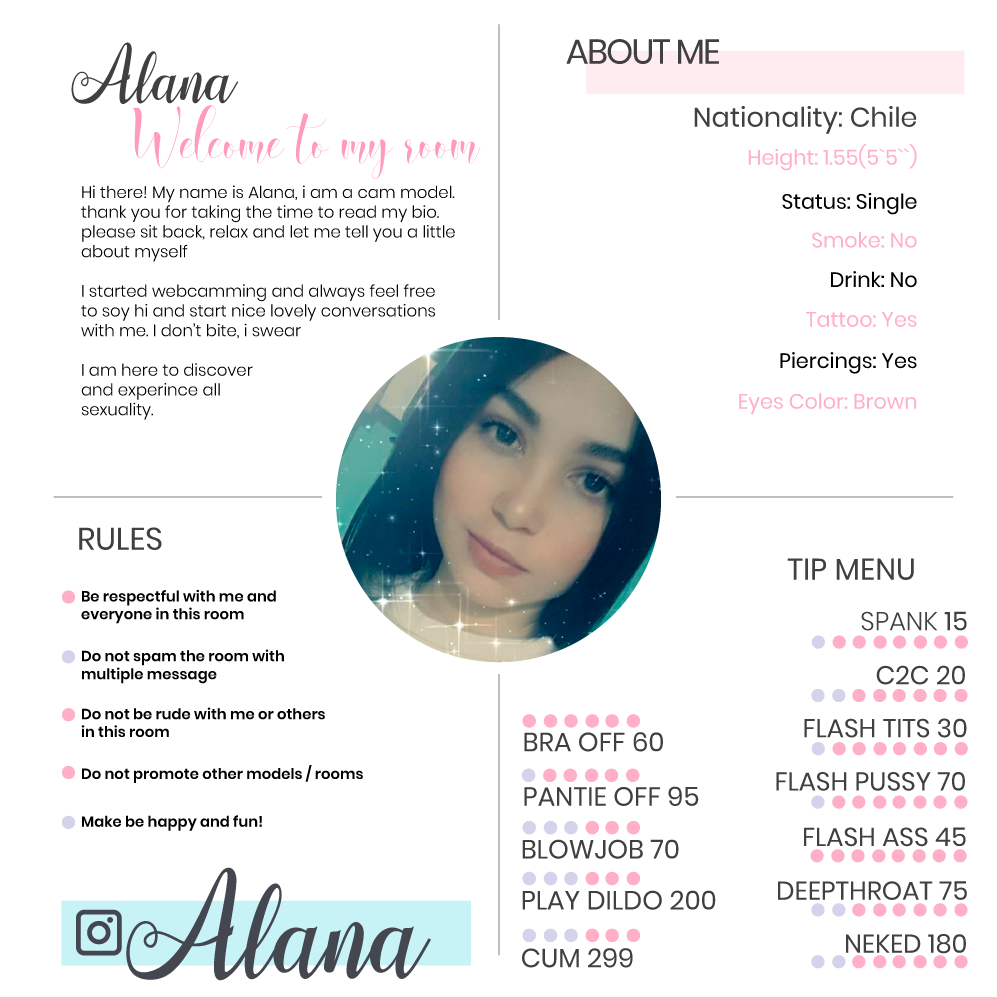 Alana
Welcome to my room
Hi there! My name is Alana, i am a cam model.
thank you for taking the time to read my bio.
please sit back, relax and let me tell you a little
about myself
I started webcamming and always feel free
to soy hi and start nice lovely conversations
with me. I don't bite, i swear
I am here to discover
and experince all
sexuality.
ABOUT ME
Nationality: Chile
Height: 1.55(5`5``)
Status: Single
Smoke: No
Drink: No
Tattoo: Yes
Piercings: Yes
Eyes Color: Brown
RULES
Be respectful with me and
everyone in this room
Do not spam the room with
multiple message
Do not be rude with me or others
in this room
Do not promote other models / rooms
Make be happy and fun!
Alana
BRA OFF 60
PANTIE OFF 95
BLOWJOB 70
PLAY DILDO 200
CUM 299
TIP MENU
SPANK 15
C2C 20
FLASH TITS 30
FLASH PUSSY 70
FLASH ASS 45
DEEPTHROAT 75
NEKED 180